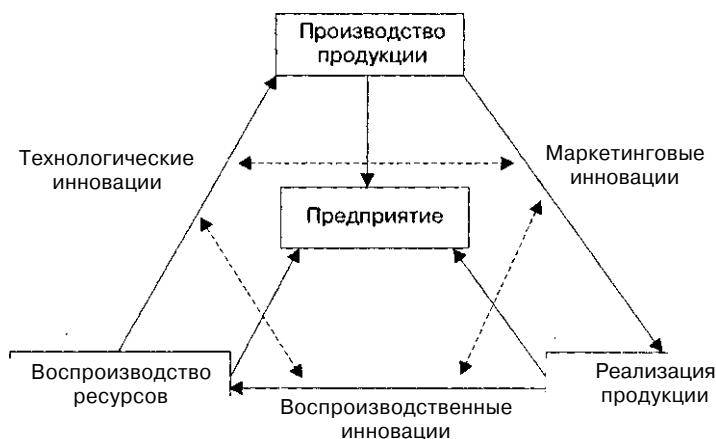 Производство
продукции
Технологические
инновации
Маркетинговые
инновации
Предприятие
Воспроизводство
ресурсов
Воспроизводственные
инновации
Реализация
продукции